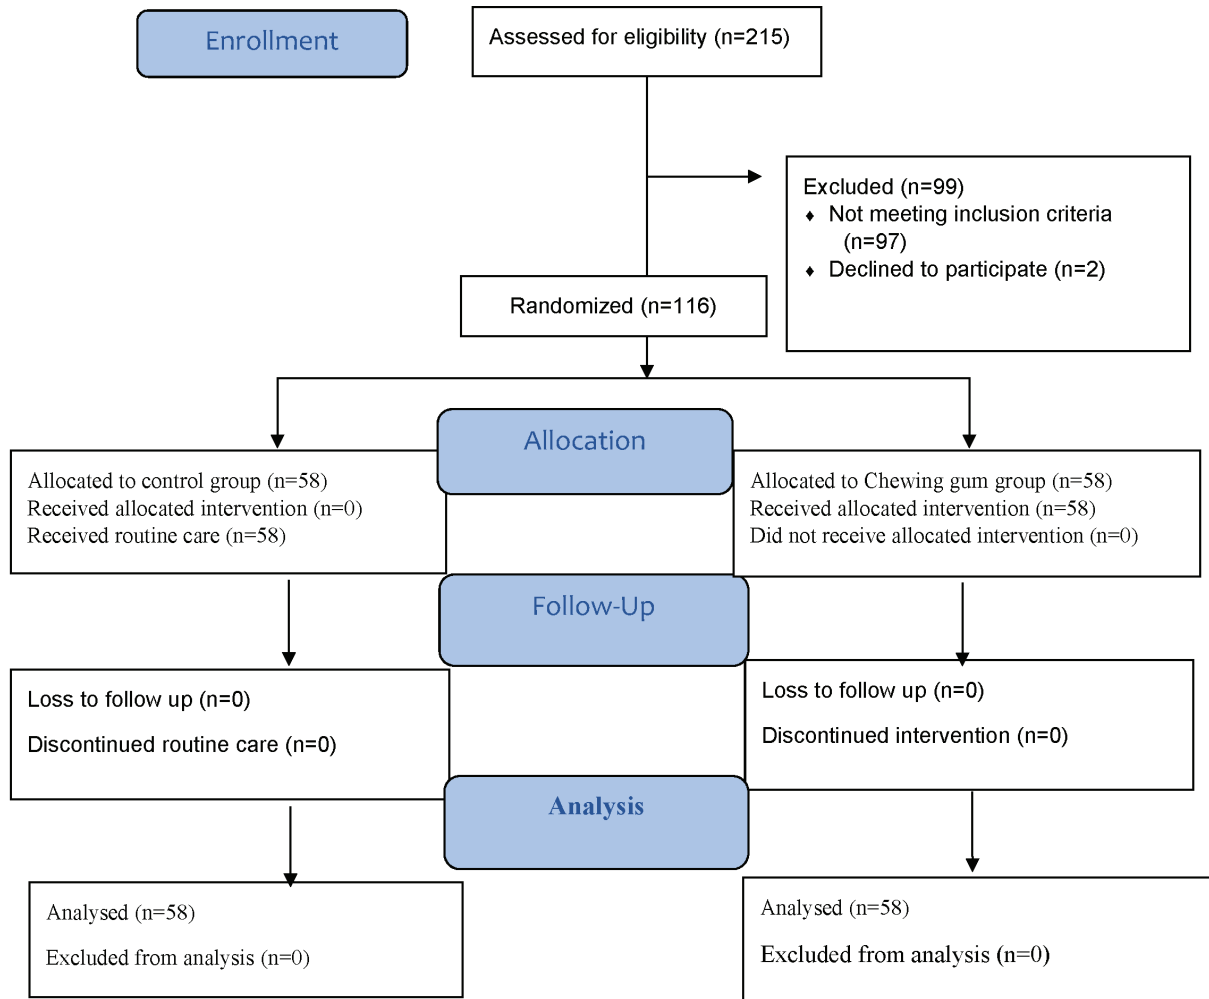 Enrollment
Assessed for eligibility (n=215)
Excluded (n=99)
♦ Not meeting inclusion criteria
(n=97)
♦ Declined to participate (n=2)
Randomized (n=116)
Allocation
Allocated to control group (n=58)
Received allocated intervention (n=0)
Received routine care (n=58)
Allocated to Chewing gum group (n=58)
Received allocated intervention (n=58)
Did not receive allocated intervention (n=0)
Follow-Up
Loss to follow up (n=0)
Discontinued routine care (n=0)
Loss to follow up (n=0)
Discontinued intervention (n=0)
Analysis
Analysed (n=58)
Excluded from analysis (n=0)
Analysed (n=58)
Excluded from analysis (n=0)